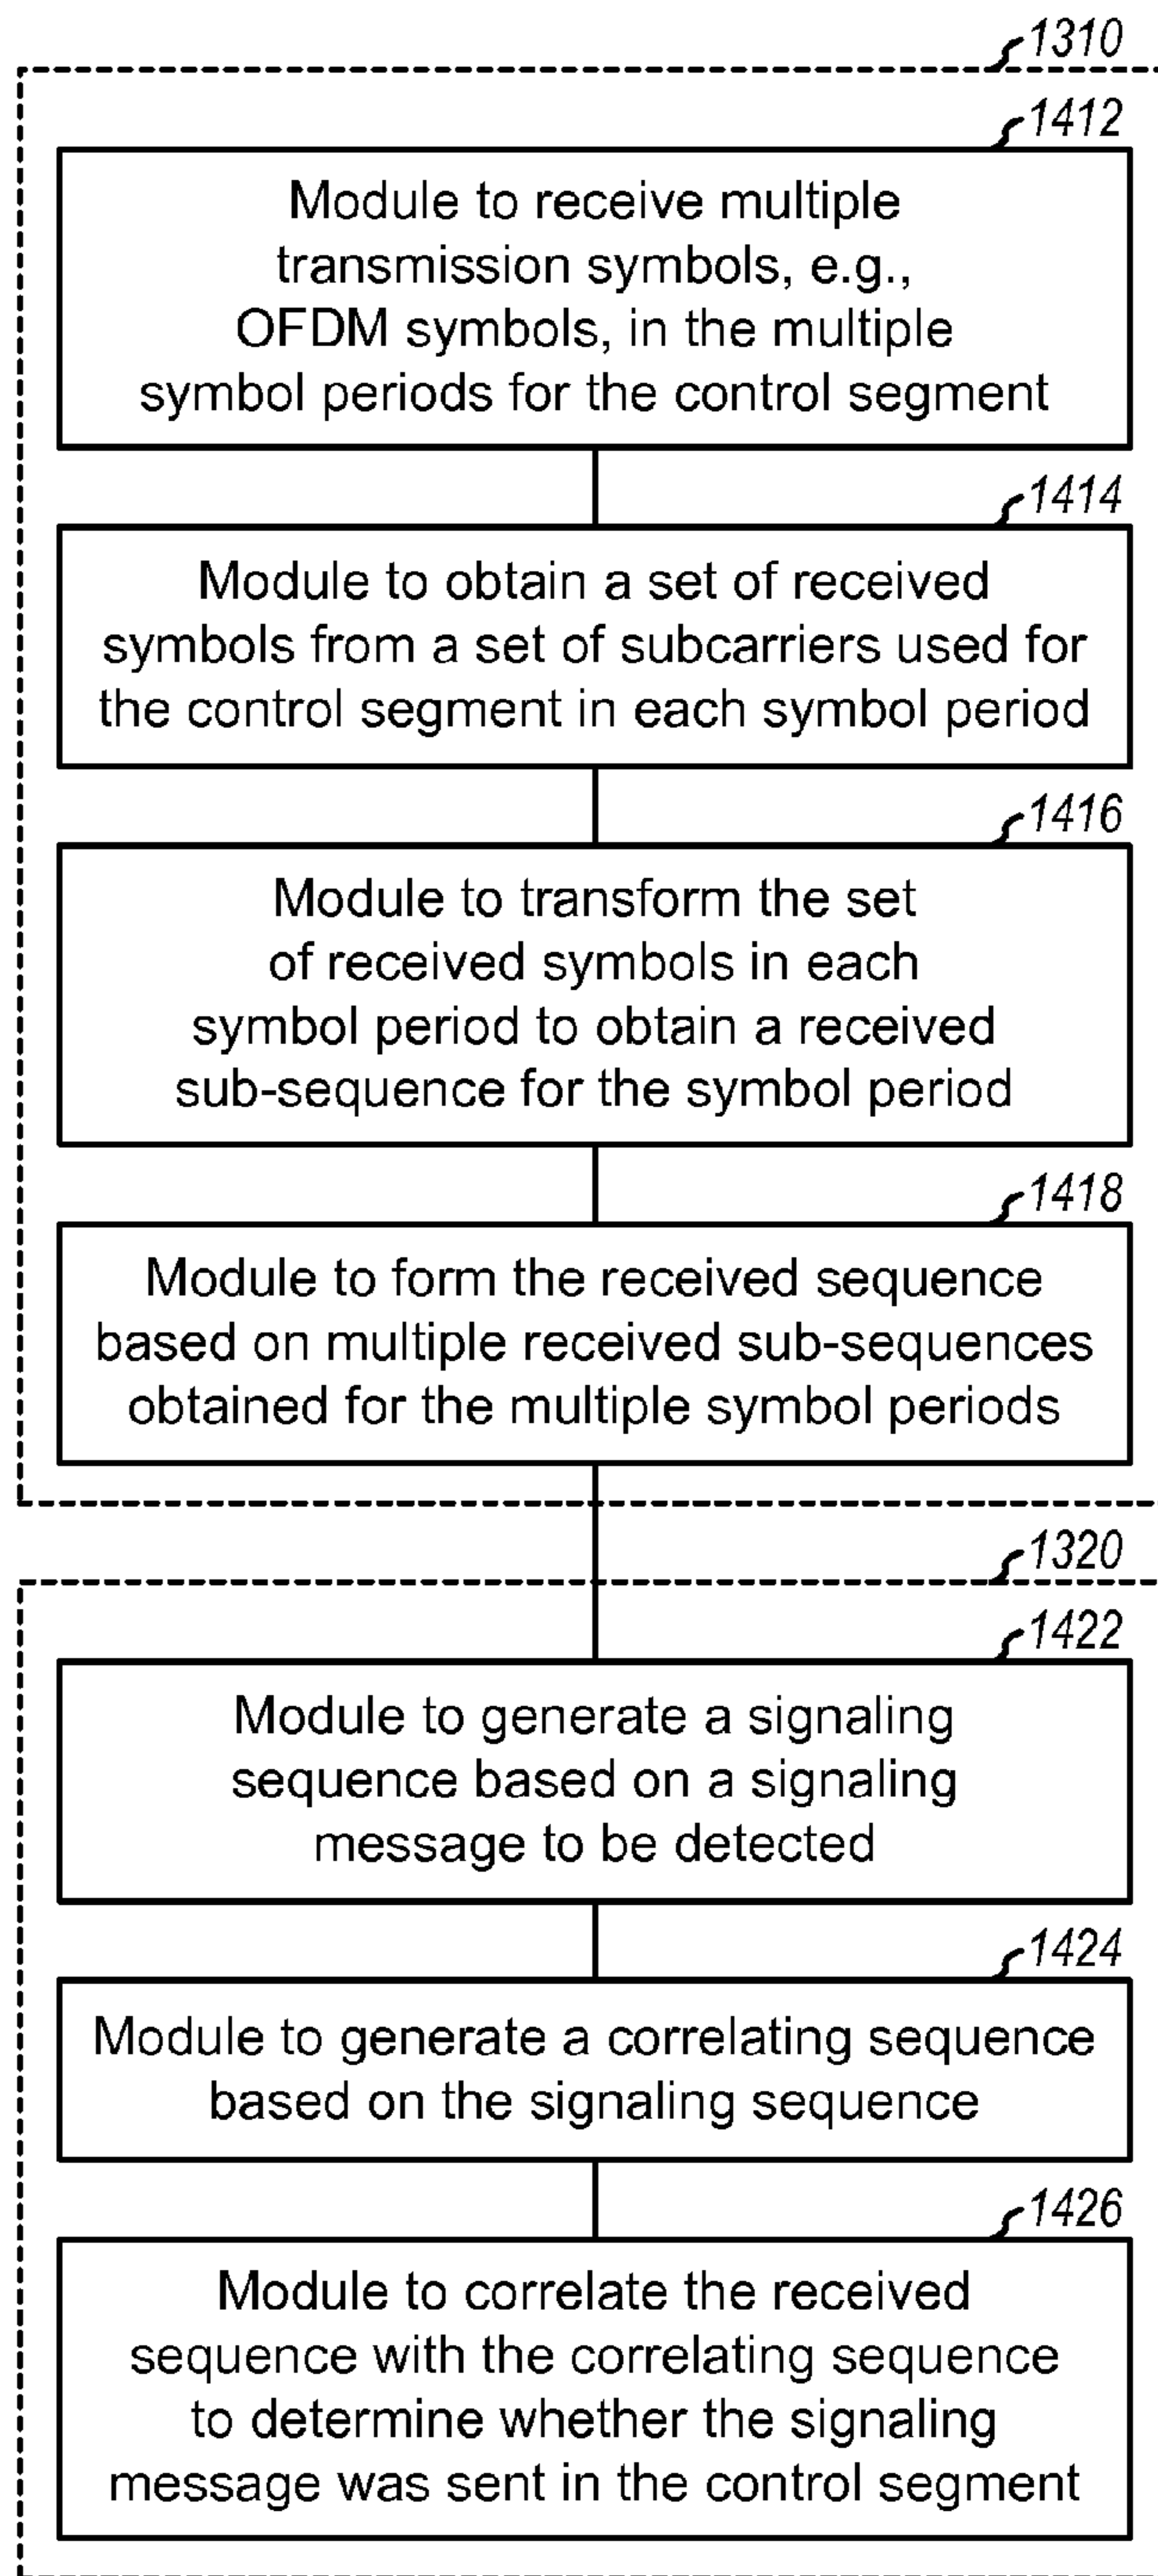 1310
1412
Module to receive multiple
transmission symbols, e.g.,
OFDM symbols, in the multiple
symbol periods for the control segment
1414
Module to obtain a set of received
symbols from a set of subcarriers used for
the control segment in each symbol period
1416
Module to transform the set
of received symbols in each
symbol period to obtain a received
sub-sequence for the symbol period
1418
Module to form the received sequence
based on multiple received sub-sequences
obtained for the multiple symbol periods
1320
1422
Module to generate a signaling
sequence based on a signaling
message to be detected
1424
Module to generate a correlating sequence
based on the signaling sequence
1426
Module to correlate the received
sequence with the correlating sequence
to determine whether the signaling
message was sent in the control segment